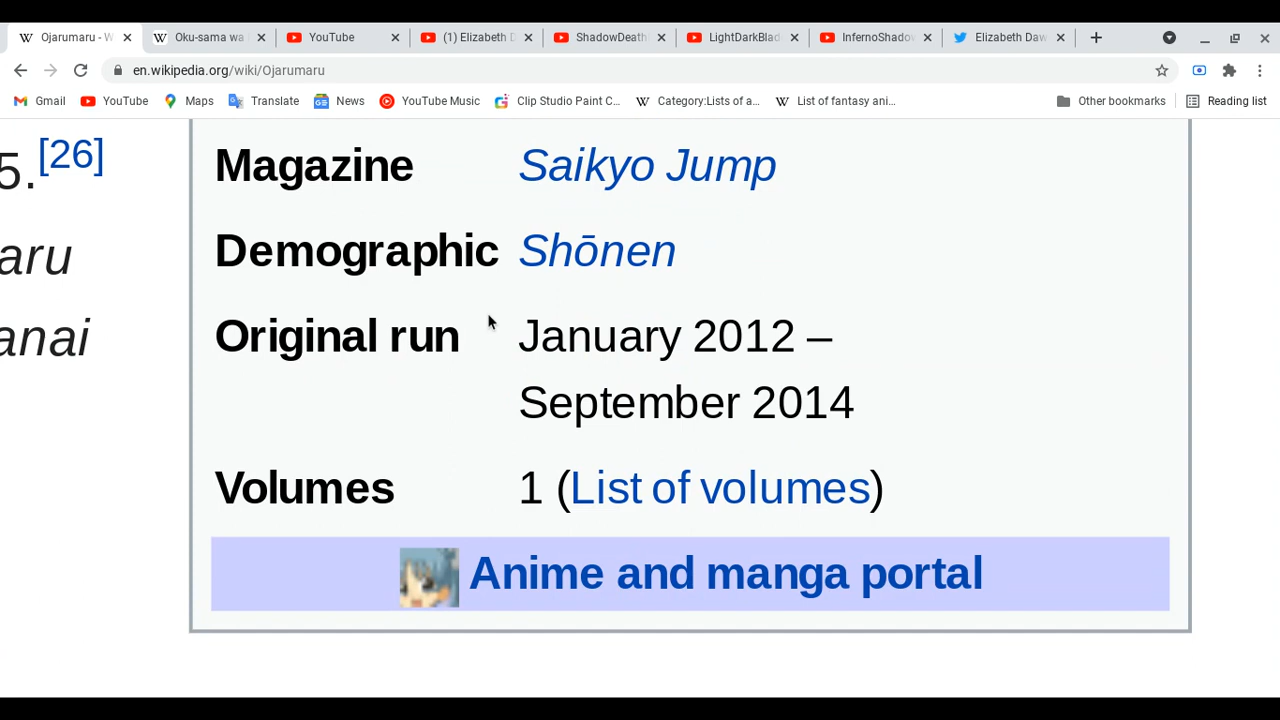 Ojarumaru - W
Oku-sama wa
YouTube
(1) Elizabeth D
ShadowDeath
LightDarkBlad
InfernoShadow
Elizabeth Daw
en.wikipedia.org/wiki/Ojarumaru
Gmail
YouTube
Maps
Translate
News
YouTube Music
Clip Studio Paint C...
Category:Lists of a...
List of fantasy ani...
Other bookmarks
Reading list
5.[26]
aru
anai
Magazine Saikyo Jump
Demographic Shōnen
Original run January 2012 –
September 2014
Volumes 1 (List of volumes)
Anime and manga portal